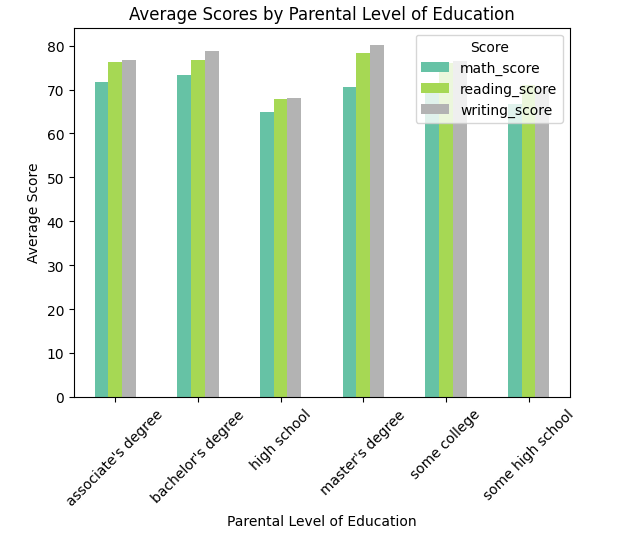 Average Scores by Parental Level of Education
Score
math_score
reading_score
writing_score
Average Score
80
70
60
50
40
30
20
10
0
associate's degree
bachelor's degree
high school
master's degree
some college
some high school
Parental Level of Education